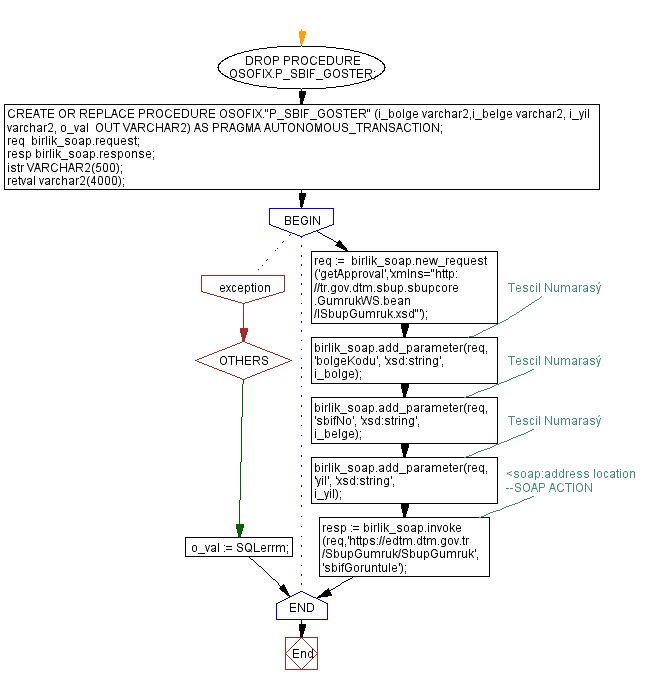 DROP PROCEDURE
OSOFIX.P_SBIF_GOSTER;
CREATE OR REPLACE PROCEDURE OSOFIX."P_SBIF_GOSTER" (i_bolge varchar2,i_belge varchar2, i_yil
varchar2, o_val  OUT VARCHAR2) AS PRAGMA AUTONOMOUS_TRANSACTION;
req  birlik_soap.request;
resp birlik_soap.response;
istr VARCHAR2(500);
retval varchar2(4000);
BEGIN
req :=  birlik_soap.new_request
('getApproval','xmlns="http:
//tr.gov.dtm.sbup.sbupcore
.GumrukWS.bean
/ISbupGumruk.xsd"');
exception
Tescil Numarasý
birlik_soap.add_parameter(req,
'bolgeKodu', 'xsd:string',
i_bolge);
OTHERS
Tescil Numarasý
birlik_soap.add_parameter(req,
'sbifNo', 'xsd:string',
i_belge);
Tescil Numarasý
birlik_soap.add_parameter(req,
'yil', 'xsd:string',
i_yil);
<soap:address location
--SOAP ACTION
resp := birlik_soap.invoke
(req,'https://edtm.dtm.gov.tr
/SbupGumruk/SbupGumruk',
'sbifGoruntule');
o_val := SQLerrm;
END
End